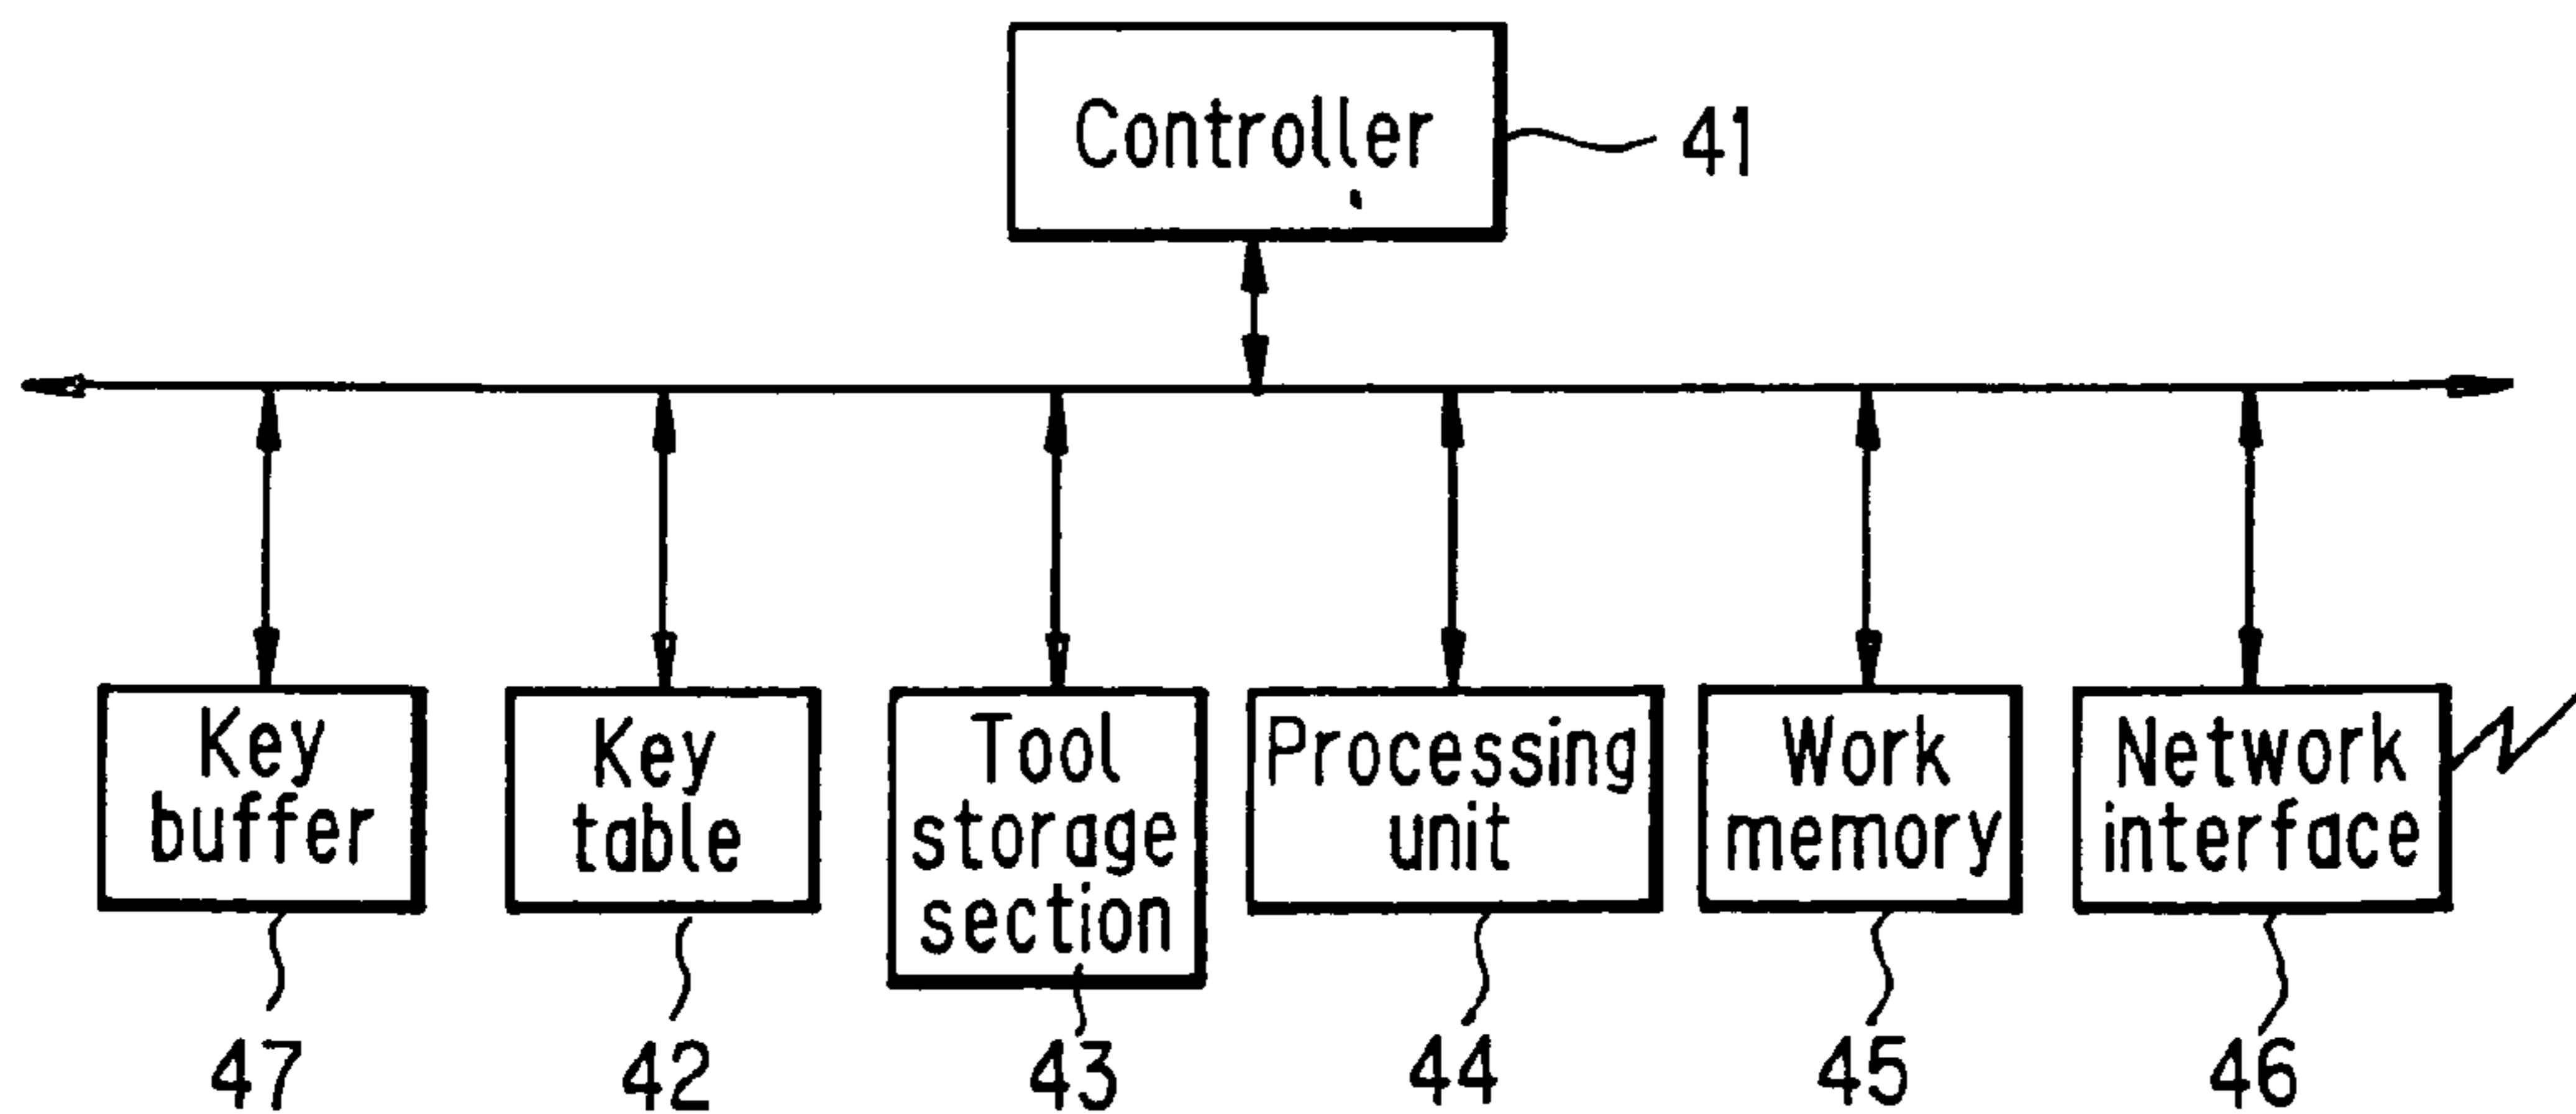 Controller
41
Key
buffer
Key
table
Tool
storage
section
Processing
unit
Work
memory
Network
interface
47
42
43
44
45
46